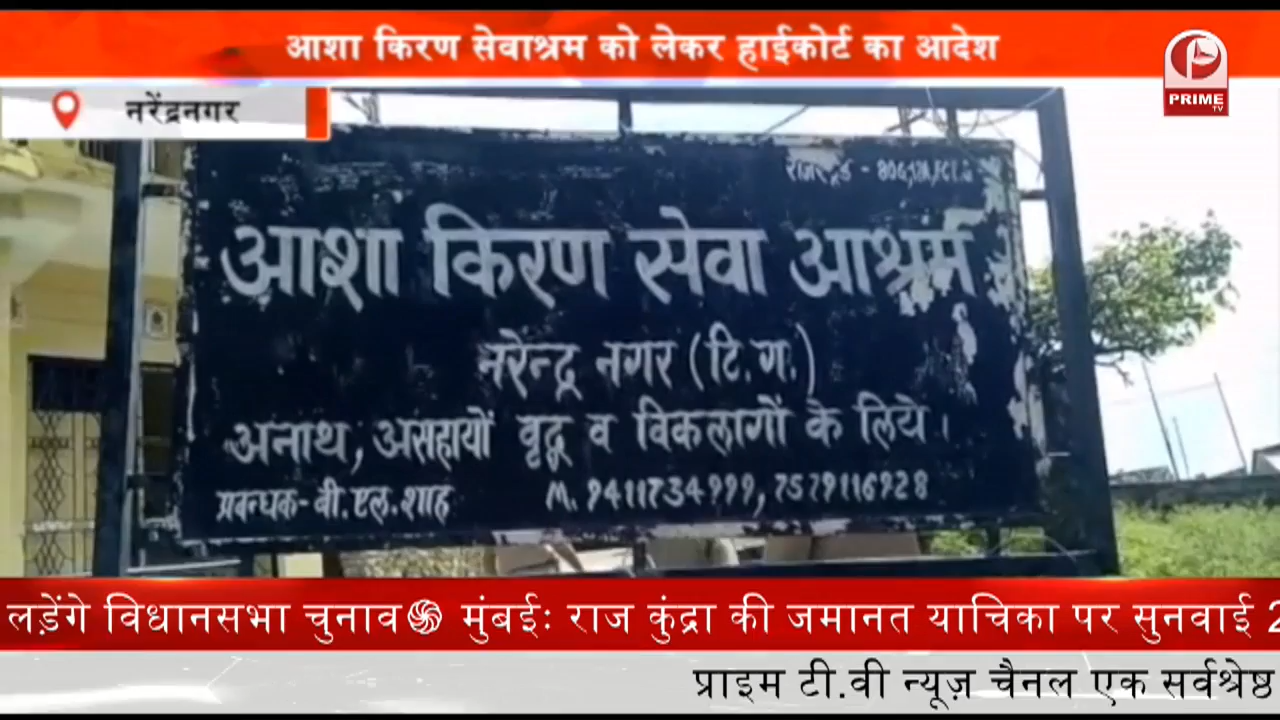 आशा किरण सेवाश्रम को लेकर हाईकोर्ट का आदेश
PRIME
TV
नरेंद्रनगर
आशा किरण सेवा आश्रम
नरेन्द्र नगर (टि.ग.)
अनाथ, असहायों वृद्ध व विकलागों के लिये।
प्रबन्धक- वी.एल.शाह M. 9411734999, 7579116928
लड़ेंगे विधानसभा चुनाव मुंबईः राज कुंद्रा की जमानत याचिका पर सुनवाई 2
प्राइम टी.वी न्यूज़ चैनल एक सर्वश्रेष्ठ